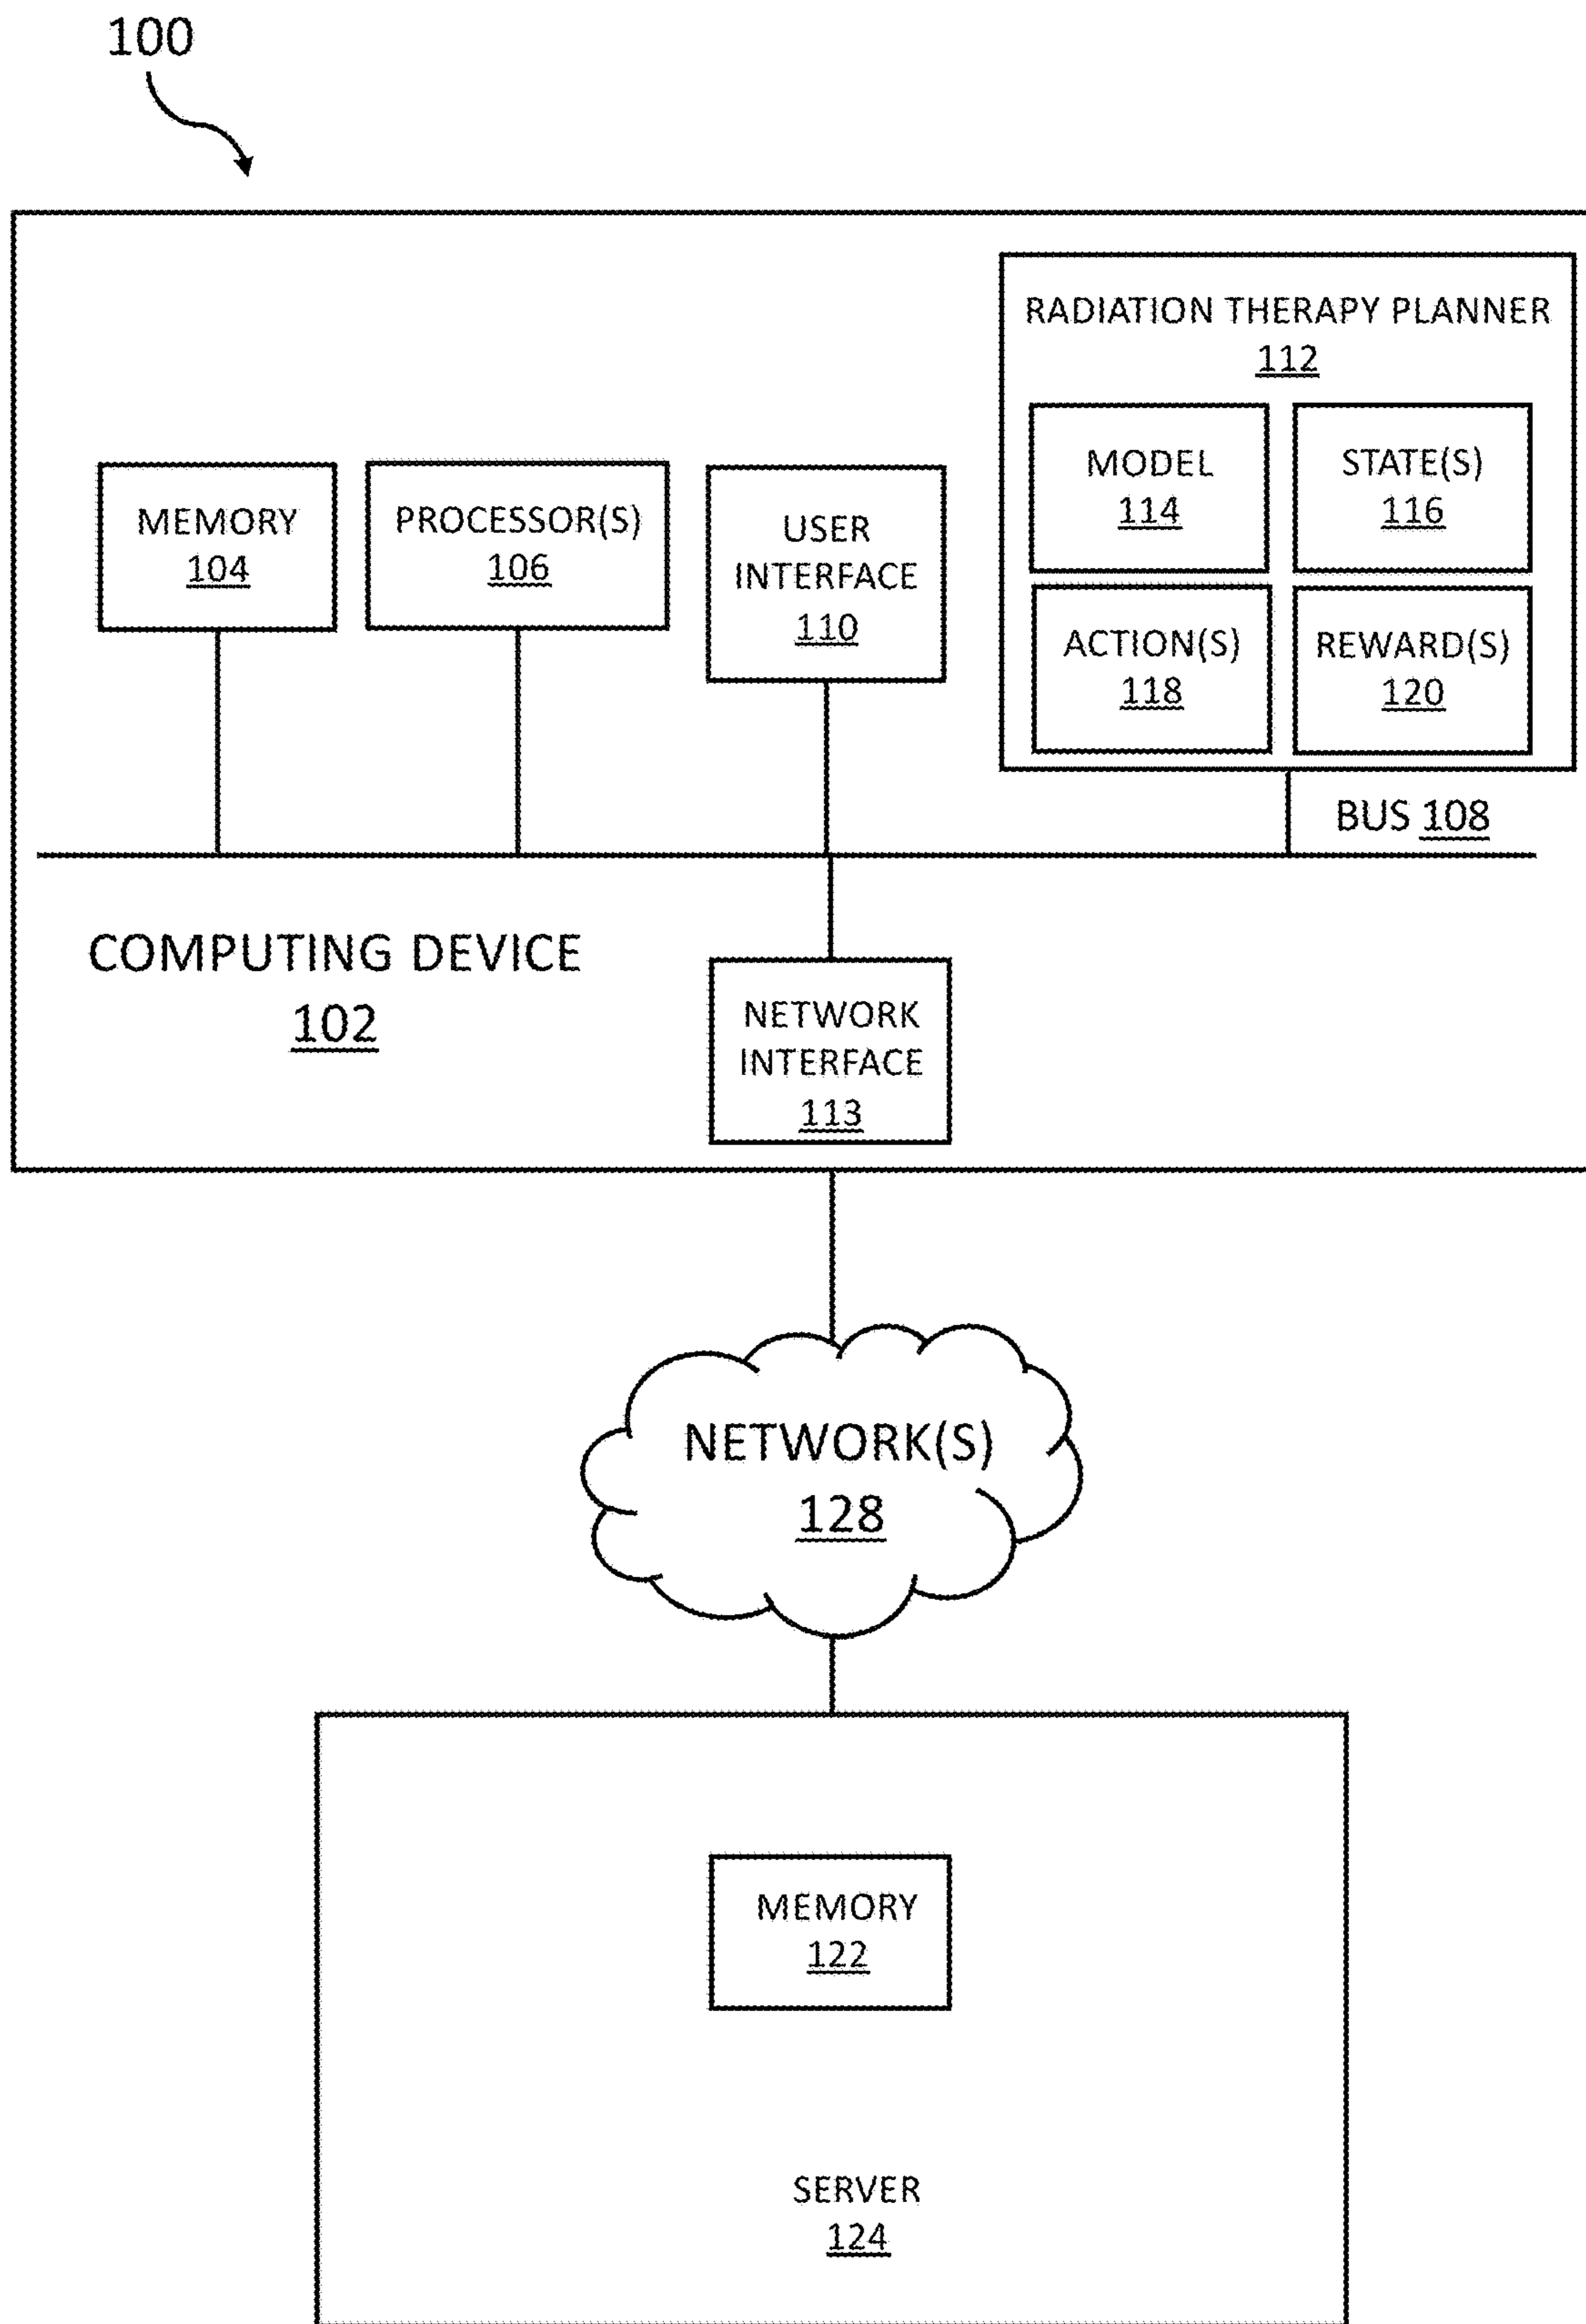 100
RADIATION THERAPY PLANNER
112
MODEL
114
STATE(S)
116
ACTION(S)
118
REWARD(S)
120
MEMORY
104
PROCESSOR(S)
106
USER
INTERFACE
110
BUS 108
COMPUTING DEVICE
102
NETWORK
INTERFACE
113
NETWORK(S)
128
MEMORY
122
SERVER
124